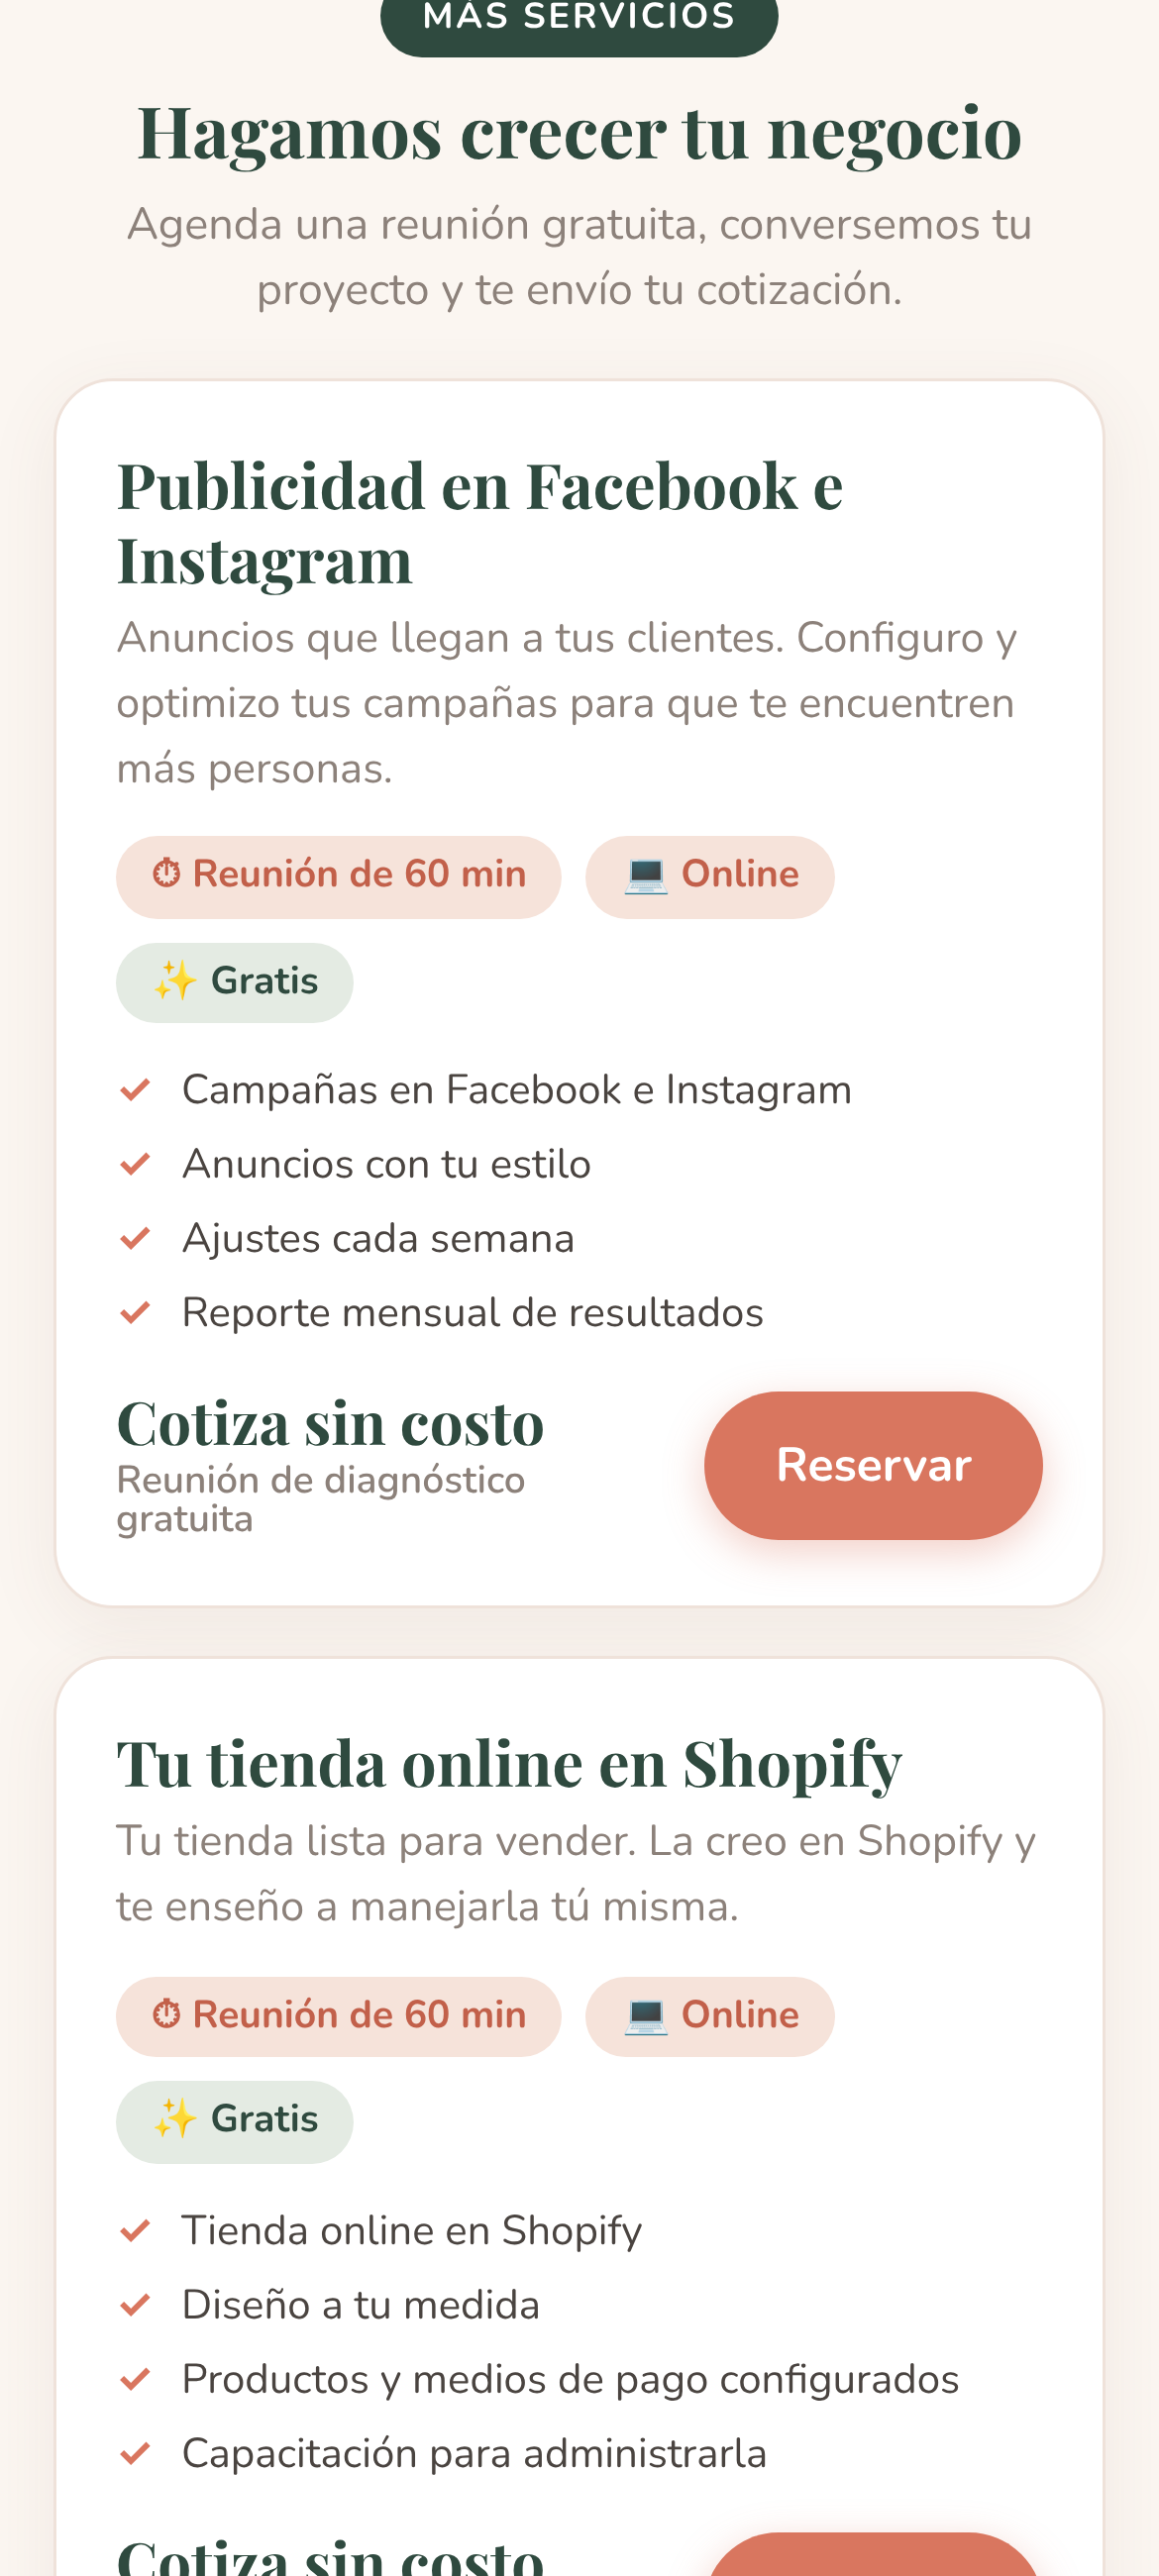 MÁS SERVICIOS
Hagamos crecer tu negocio
Agenda una reunión gratuita, conversemos tu
proyecto y te envío tu cotización.
Publicidad en Facebook e
Instagram
Anuncios que llegan a tus clientes. Configuro y
optimizo tus campañas para que te encuentren
más personas.
⏱ Reunión de 60 min 💻 Online
✨ Gratis
✓ Campañas en Facebook e Instagram
✓ Anuncios con tu estilo
✓ Ajustes cada semana
✓ Reporte mensual de resultados
Cotiza sin costo
Reunión de diagnóstico
gratuita
Reservar
Tu tienda online en Shopify
Tu tienda lista para vender. La creo en Shopify y
te enseño a manejarla tú misma.
⏱ Reunión de 60 min 💻 Online
✨ Gratis
✓ Tienda online en Shopify
✓ Diseño a tu medida
✓ Productos y medios de pago configurados
✓ Capacitación para administrarla
Cotiza sin costo